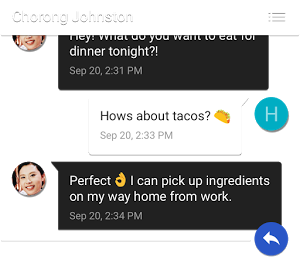 Chorong Johnston
Hey! What do you want to eat for
dinner tonight?!
Sep 20, 2:31 PM
Hows about tacos? 🌮
Sep 20, 2:33 PM
H
Perfect 👌 I can pick up ingredients
on my way home from work.
Sep 20, 2:34 PM